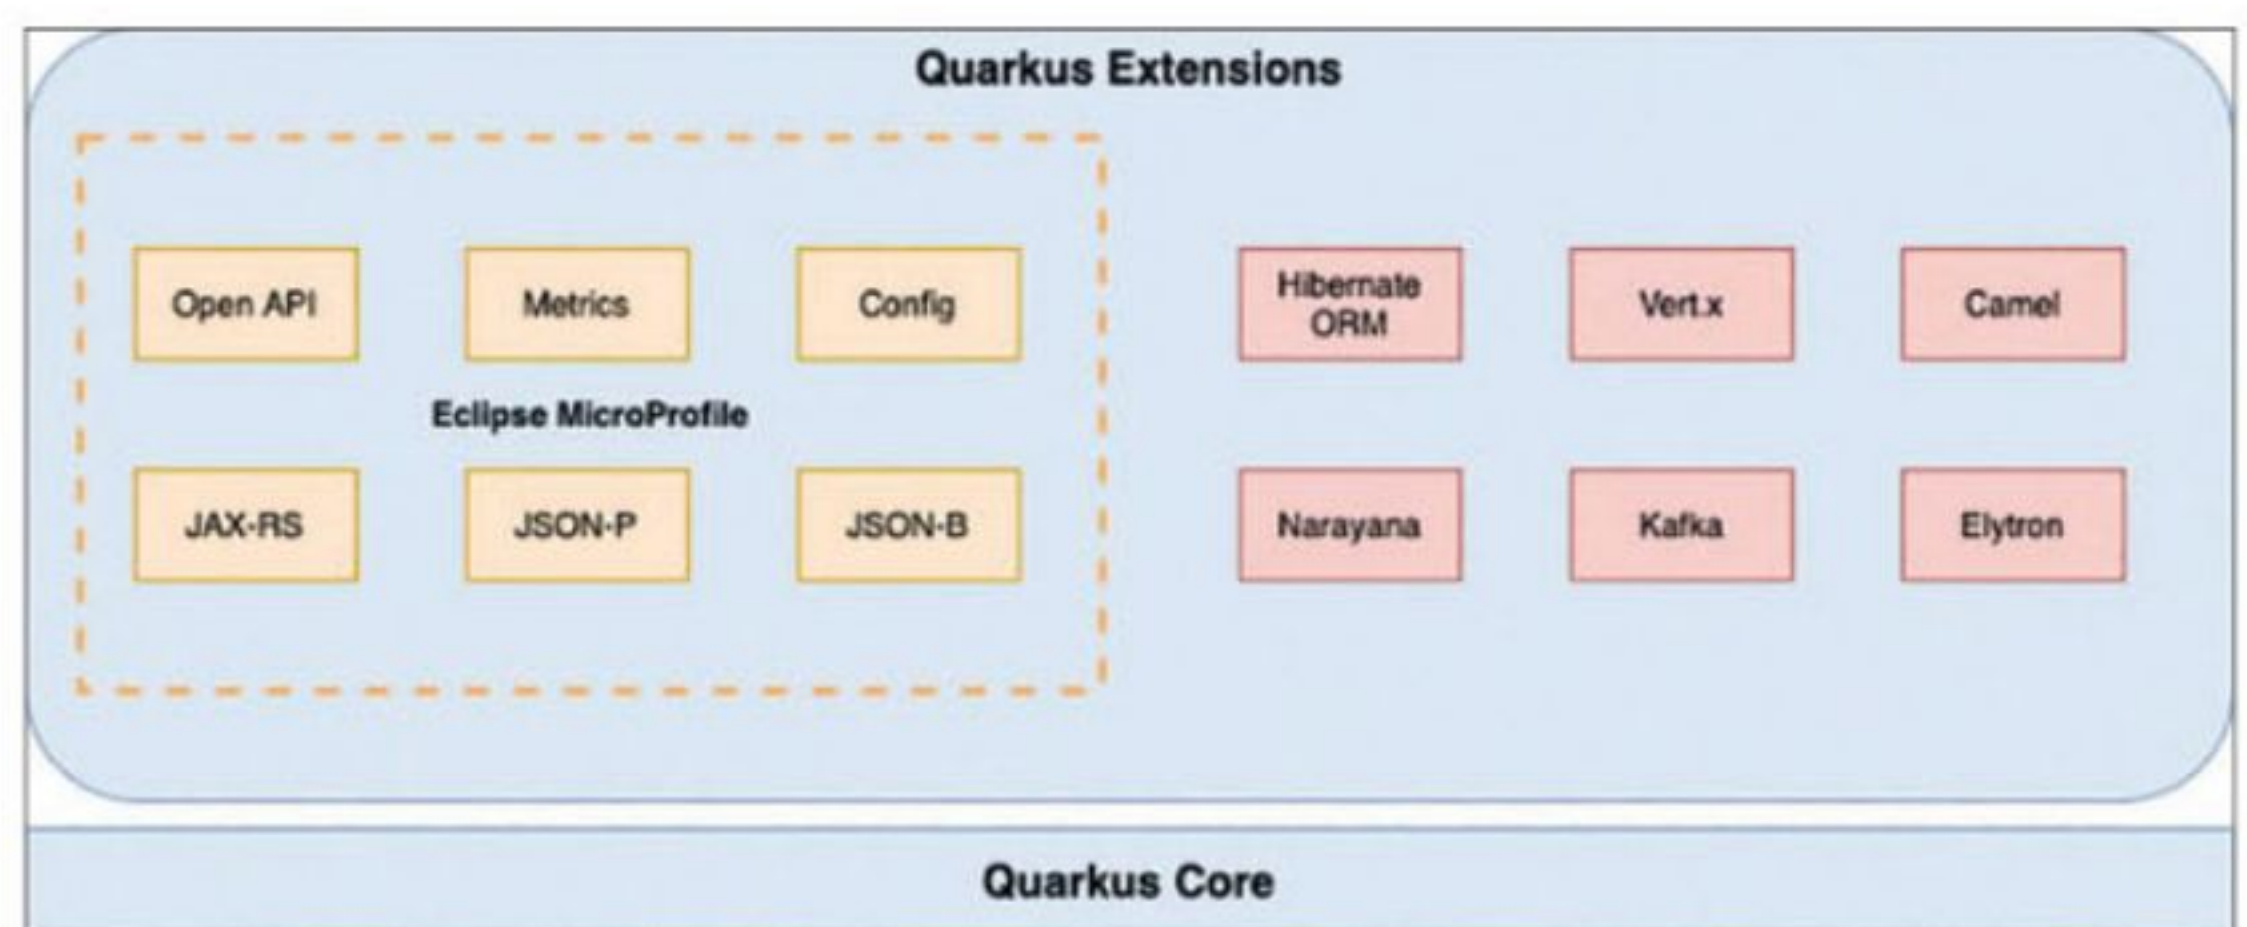 Quarkus Extensions
Open API
Metrics
Config
Hibernate
ORM
Vert.x
Camel
Eclipse MicroProfile
JAX-RS
JSON-P
JSON-B
Narayana
Kafka
Elytron
Quarkus Core